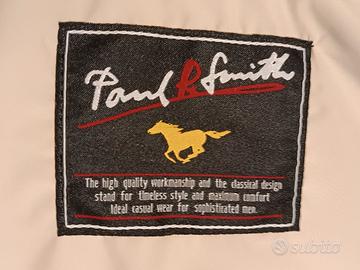 Paul R Smith
The high quality workmanship and the classical design
stand for timeless style and maximum comfort
Ideal casual wear for sophistirated men.
subito